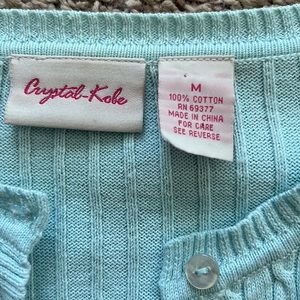 Crystal-Kobe
M
100% COTTON
RN 69377
MADE IN CHINA
FOR CARE
SEE REVERSE